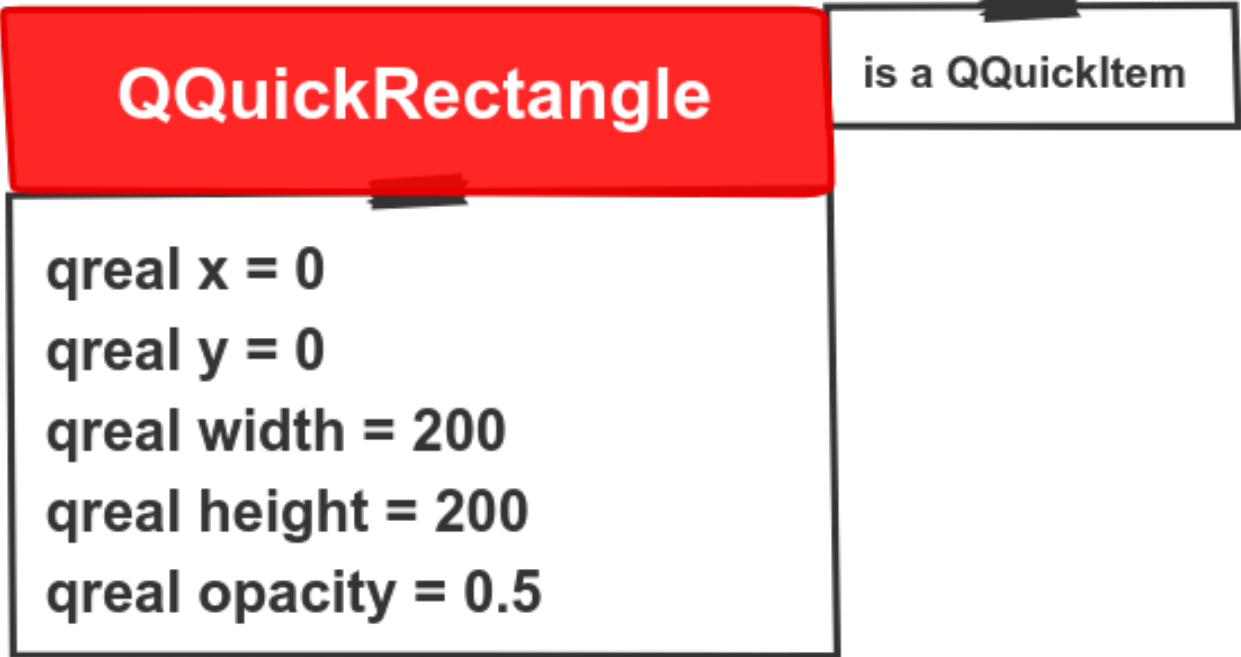 QQuickRectangle
is a QQuickItem
qreal x = 0
qreal y = 0
qreal width = 200
qreal height = 200
qreal opacity = 0.5